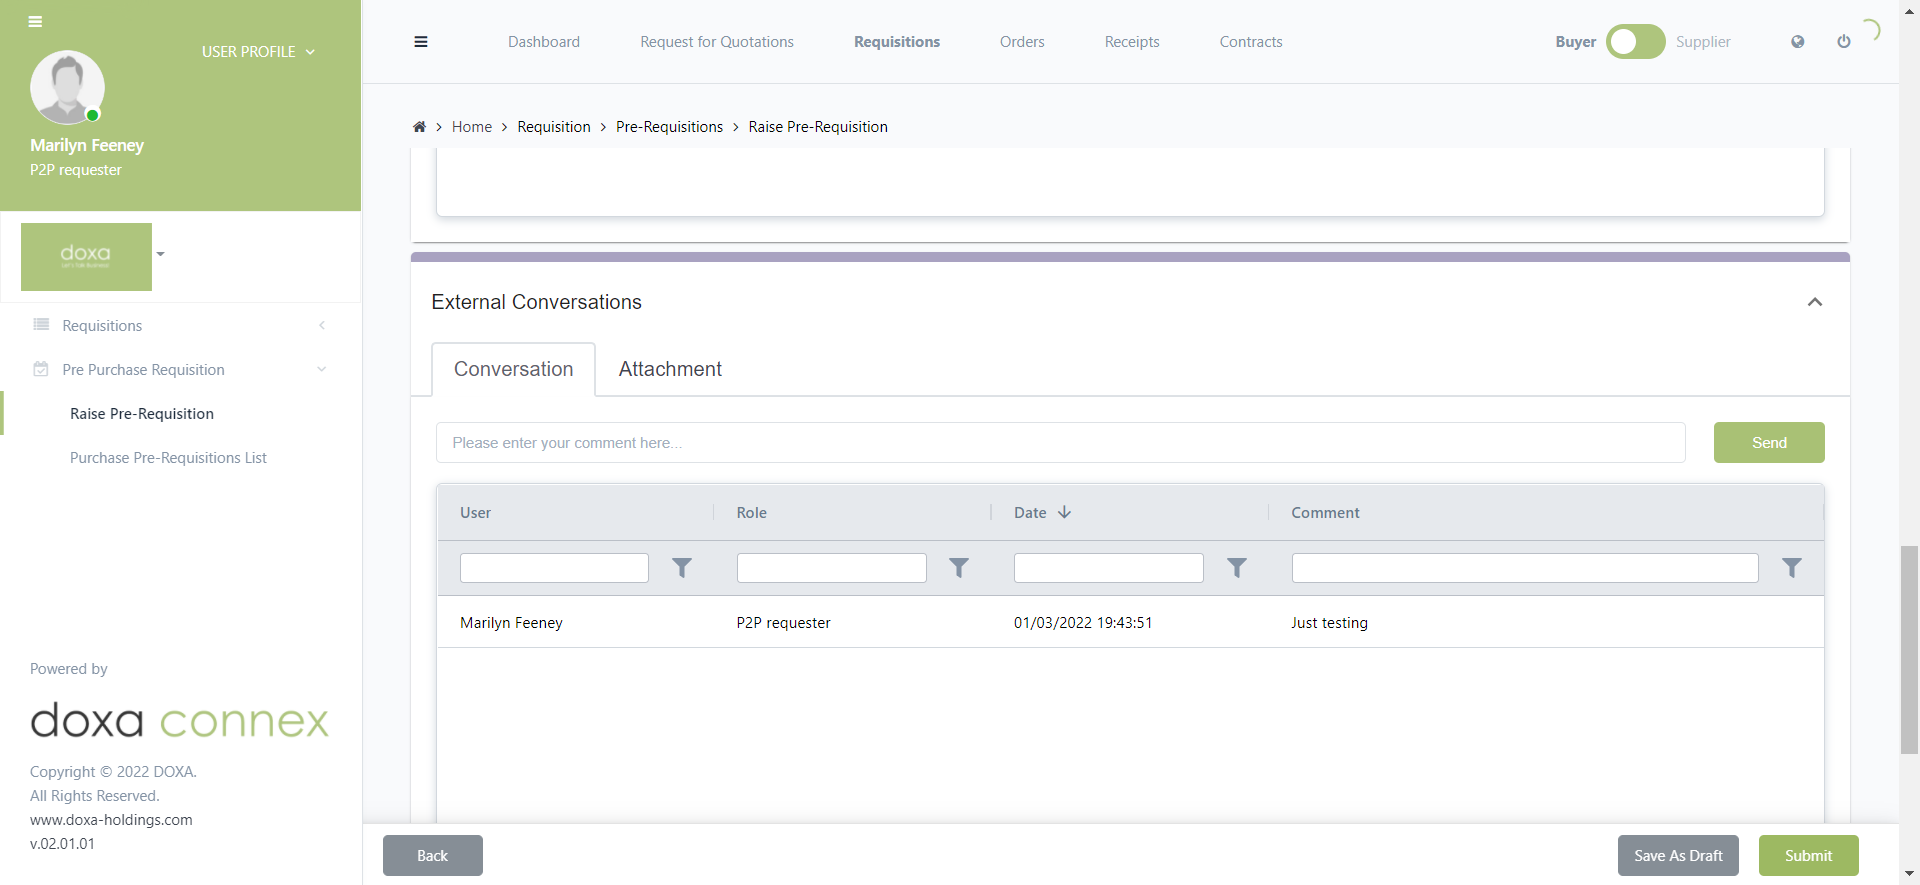 USER PROFILE
Marilyn Feeney
P2P requester
doxa
Requisitions
Pre Purchase Requisition
Raise Pre-Requisition
Purchase Pre-Requisitions List
Powered by
doxa connex
Copyright © 2022 DOXA.
All Rights Reserved.
www.doxa-holdings.com
v.02.01.01
Dashboard Request for Quotations Requisitions Orders Receipts Contracts Buyer Supplier
Home > Requisition > Pre-Requisitions > Raise Pre-Requisition
External Conversations
Conversation Attachment
Please enter your comment here...
Send
User Role Date Comment
Marilyn Feeney P2P requester 01/03/2022 19:43:51 Just testing
Back Save As Draft Submit